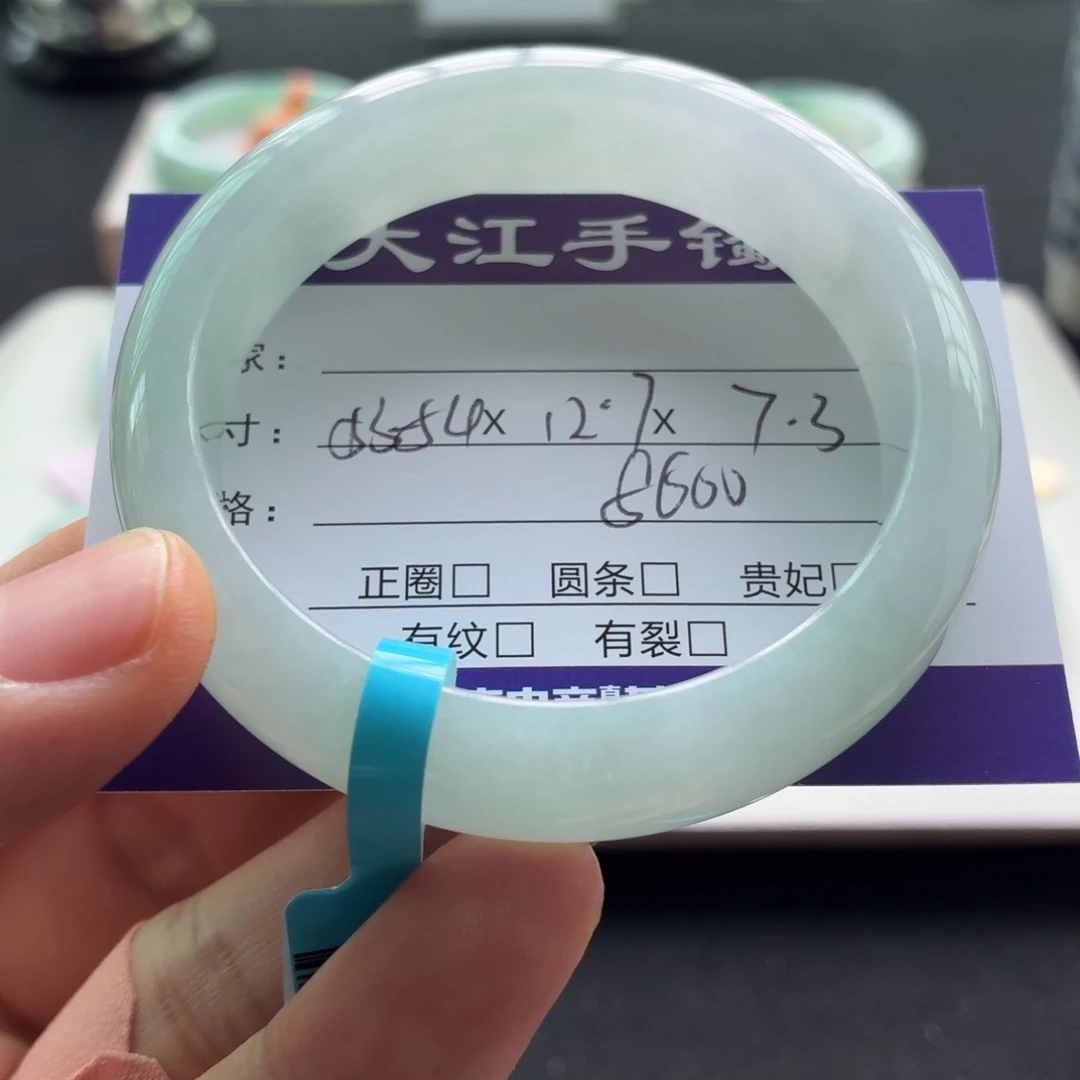 大江手镯
家：
寸： 54x 12.7x 7.3
格： 8600
正圈□ 圆条□ 贵妃□
有纹□ 有裂□